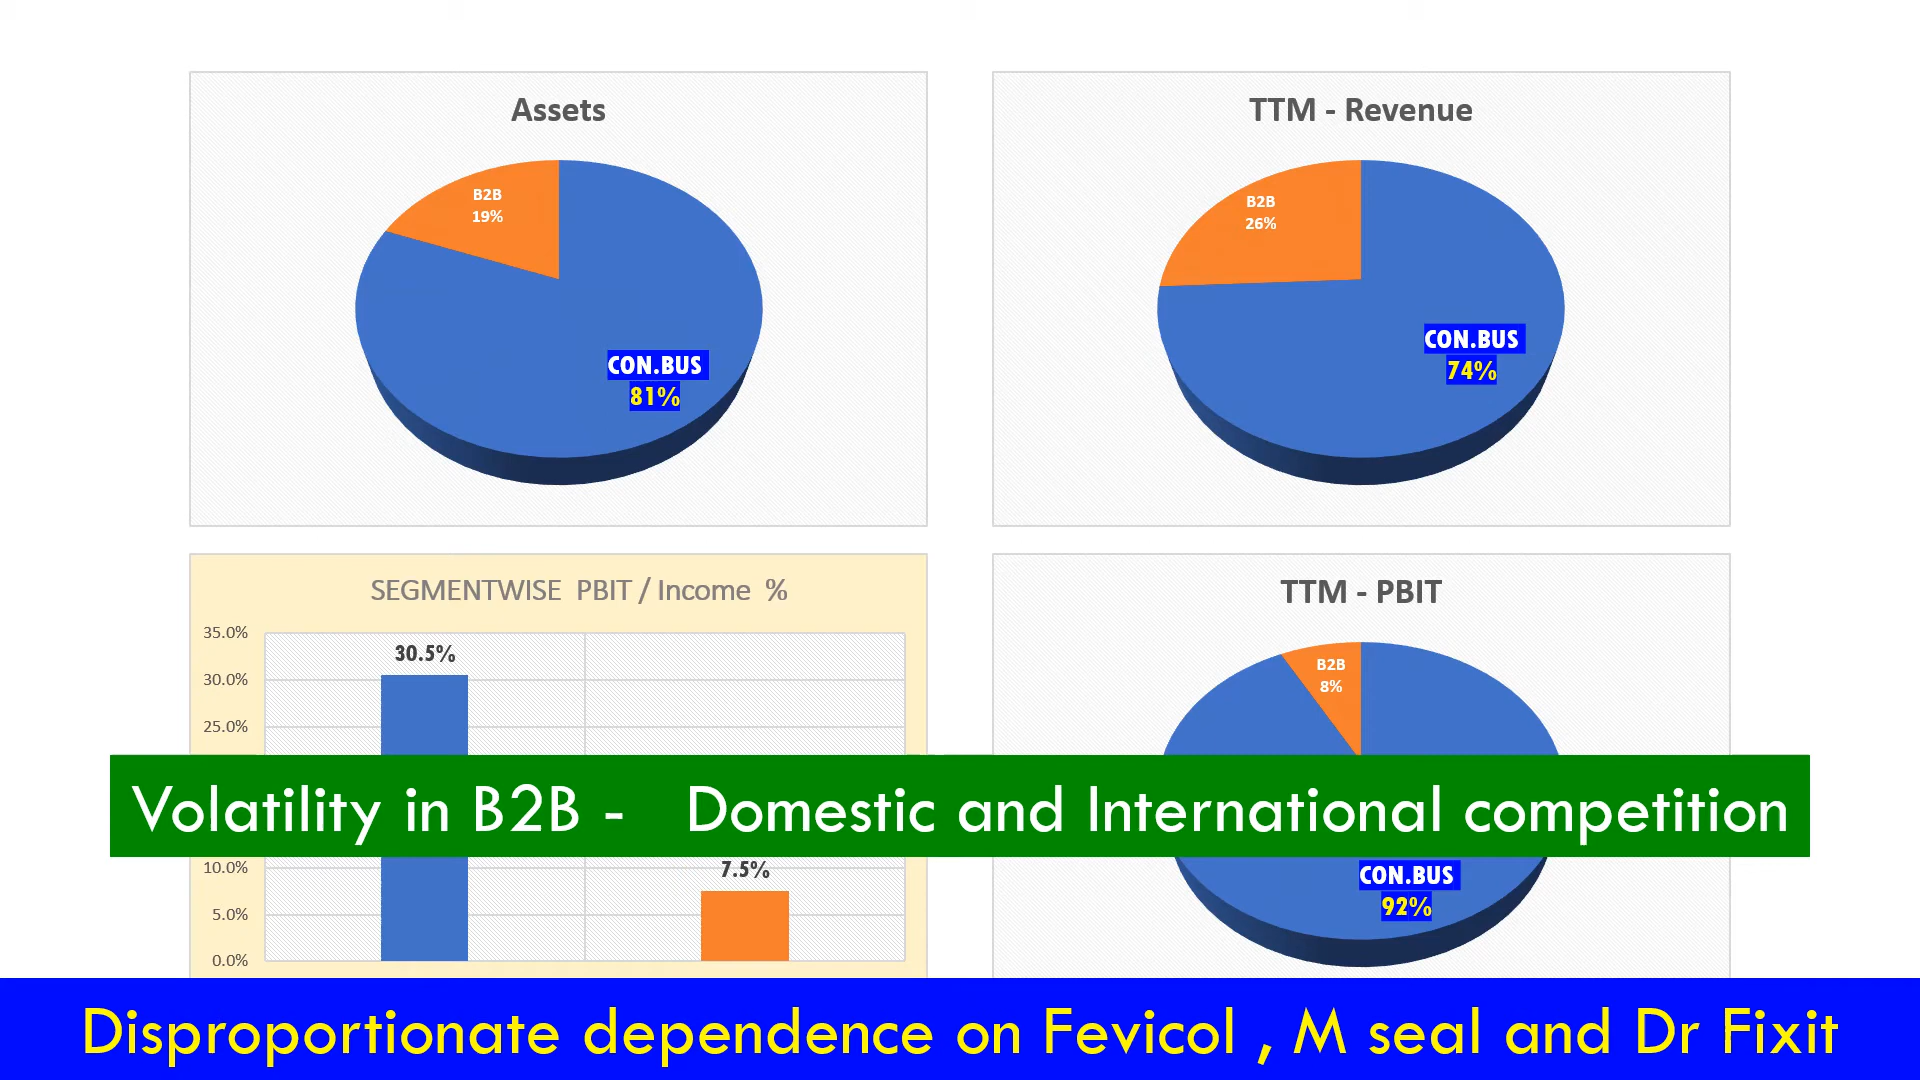 Assets
B2B
19%
CON.BUS
81%
TTM - Revenue
B2B
26%
CON.BUS
74%
SEGMENTWISE PBIT / Income %
35.0%
30.0%
25.0%
10.0%
5.0%
0.0%
30.5%
7.5%
TTM - PBIT
B2B
8%
CON.BUS
92%
Volatility in B2B - Domestic and International competition
Disproportionate dependence on Fevicol , M seal and Dr Fixit